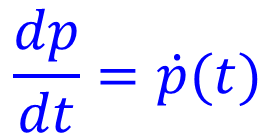 dp/dt = ṗ(t)